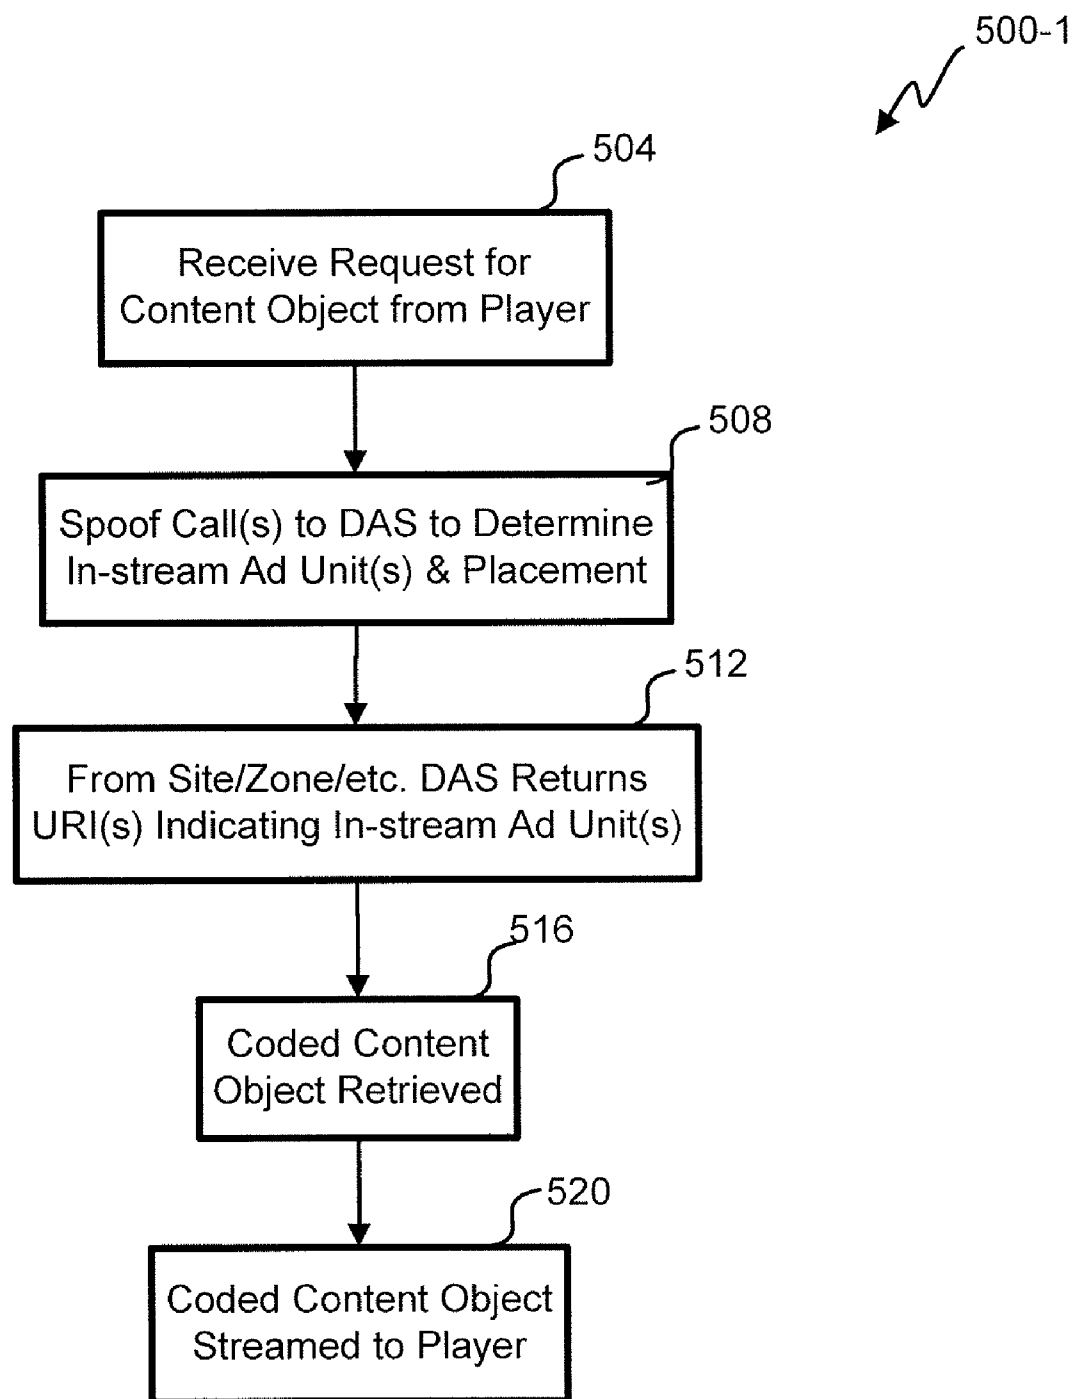 500-1
504
Receive Request for
Content Object from Player
508
Spoof Call(s) to DAS to Determine
In-stream Ad Unit(s) & Placement
512
From Site/Zone/etc. DAS Returns
URI(s) Indicating In-stream Ad Unit(s)
516
Coded Content
Object Retrieved
520
Coded Content Object
Streamed to Player